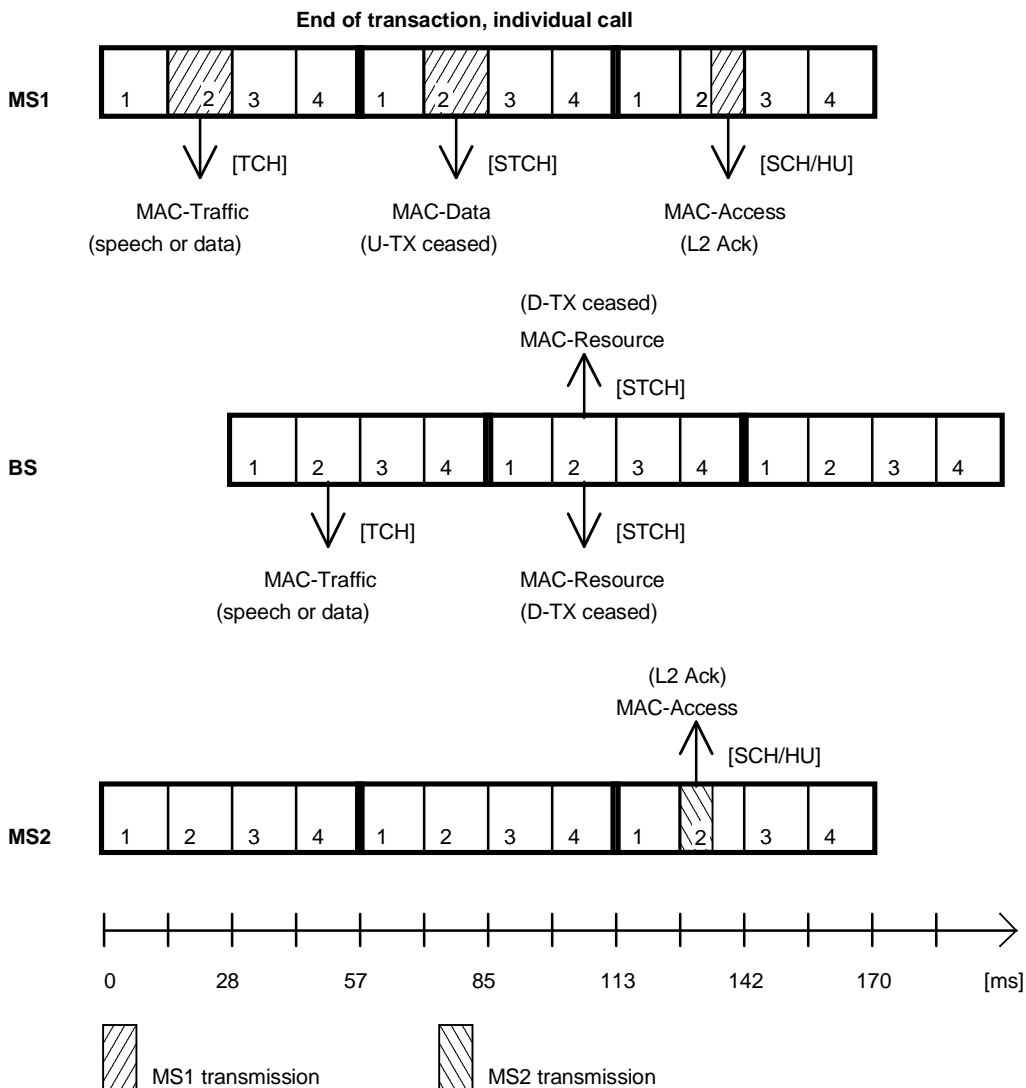 End of transaction, individual call
MS1
1 2 3 4 1 2 3 4 1 2 3 4
[TCH] [STCH] [SCH/HU]
MAC-Traffic MAC-Data MAC-Access
(speech or data) (U-TX ceased) (L2 Ack)
(D-TX ceased)
MAC-Resource
[STCH]
BS
1 2 3 4 1 2 3 4 1 2 3 4
[TCH] [STCH]
MAC-Traffic MAC-Resource
(speech or data) (D-TX ceased)
(L2 Ack)
MAC-Access
[SCH/HU]
MS2
1 2 3 4 1 2 3 4 1 2 3 4
0 28 57 85 113 142 170 [ms]
MS1 transmission MS2 transmission